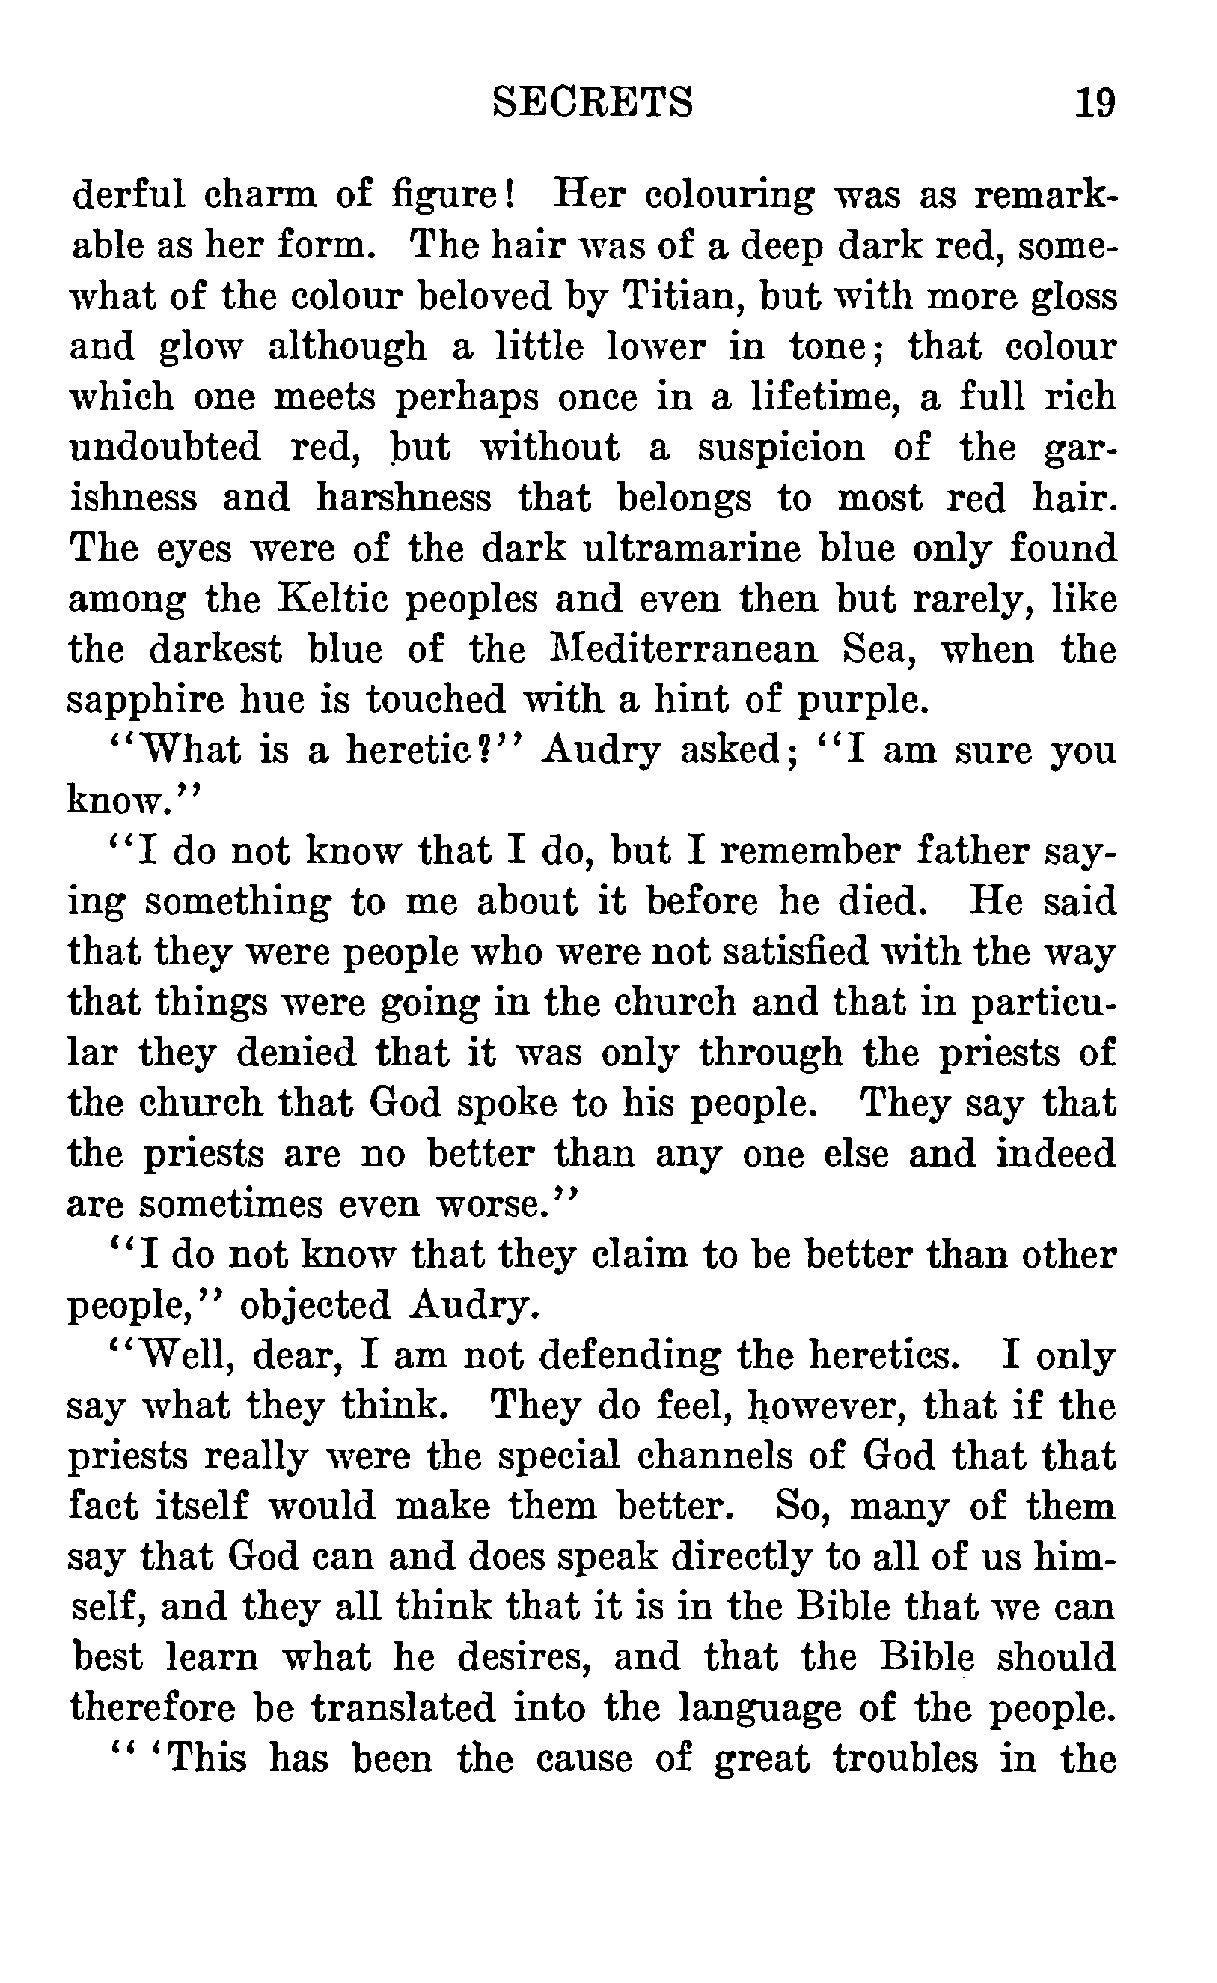 SECRETS 19
derful charm of figure! Her colouring was as remark-
able as her form. The hair was of a deep dark red, some-
what of the colour beloved by Titian, but with more gloss
and glow although a little lower in tone; that colour
which one meets perhaps once in a lifetime, a full rich
undoubted red, but without a suspicion of the gar-
ishness and harshness that belongs to most red hair.
The eyes were of the dark ultramarine blue only found
among the Keltic peoples and even then but rarely, like
the darkest blue of the Mediterranean Sea, when the
sapphire hue is touched with a hint of purple.
“What is a heretic?” Audry asked; “I am sure you
know.”
“I do not know that I do, but I remember father say-
ing something to me about it before he died. He said
that they were people who were not satisfied with the way
that things were going in the church and that in particu-
lar they denied that it was only through the priests of
the church that God spoke to his people. They say that
the priests are no better than any one else and indeed
are sometimes even worse.”
“I do not know that they claim to be better than other
people,” objected Audry.
“Well, dear, I am not defending the heretics. I only
say what they think. They do feel, however, that if the
priests really were the special channels of God that that
fact itself would make them better. So, many of them
say that God can and does speak directly to all of us him-
self, and they all think that it is in the Bible that we can
best learn what he desires, and that the Bible should
therefore be translated into the language of the people.
“ ‘This has been the cause of great troubles in the